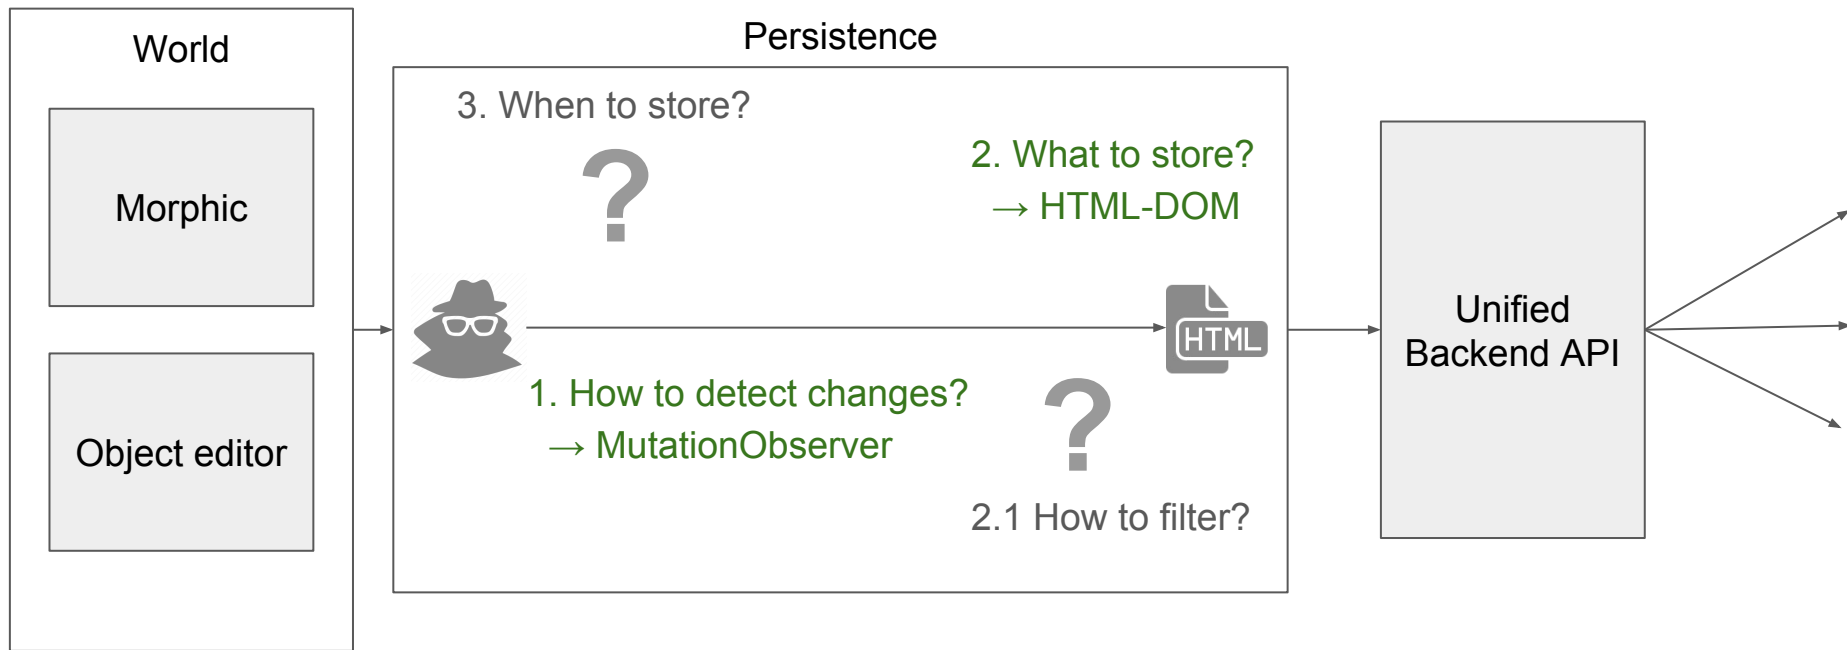 World
Morphic
Object editor
Persistence
3. When to store?
?
2. What to store?
→ HTML-DOM
HTML
1. How to detect changes?
→ MutationObserver
?
2.1 How to filter?
Unified
Backend API